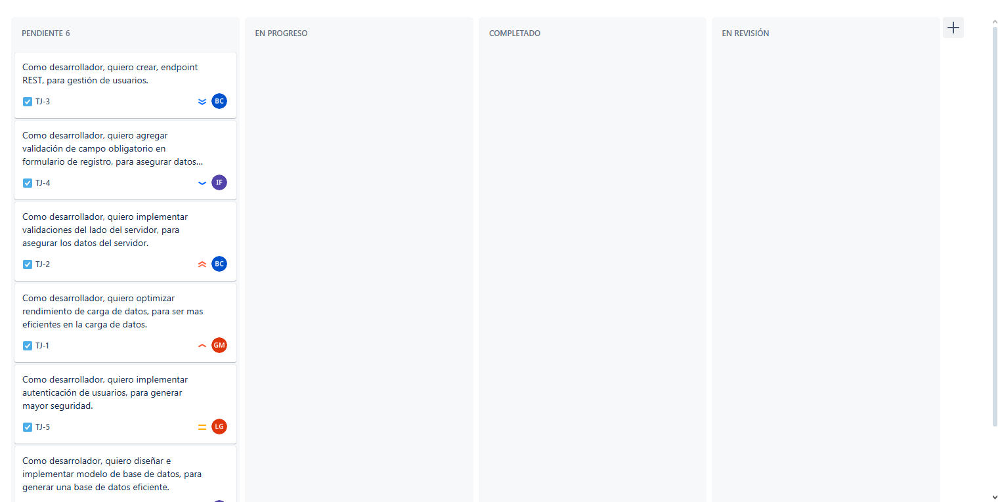 PENDIENTE 6
Como desarrollador, quiero crear, endpoint
REST, para gestión de usuarios.
TJ-3
BC
Como desarrollador, quiero agregar
validación de campo obligatorio en
formulario de registro, para asegurar datos...
TJ-4
IF
Como desarrollador, quiero implementar
validaciones del lado del servidor, para
asegurar los datos del servidor.
TJ-2
BC
Como desarrollador, quiero optimizar
rendimiento de carga de datos, para ser mas
eficientes en la carga de datos.
TJ-1
GM
Como desarrollador, quiero implementar
autenticación de usuarios, para generar
mayor seguridad.
TJ-5
LG
Como desarrolador, quiero diseñar e
implementar modelo de base de datos, para
generar una base de datos eficiente.
EN PROGRESO
COMPLETADO
EN REVISIÓN